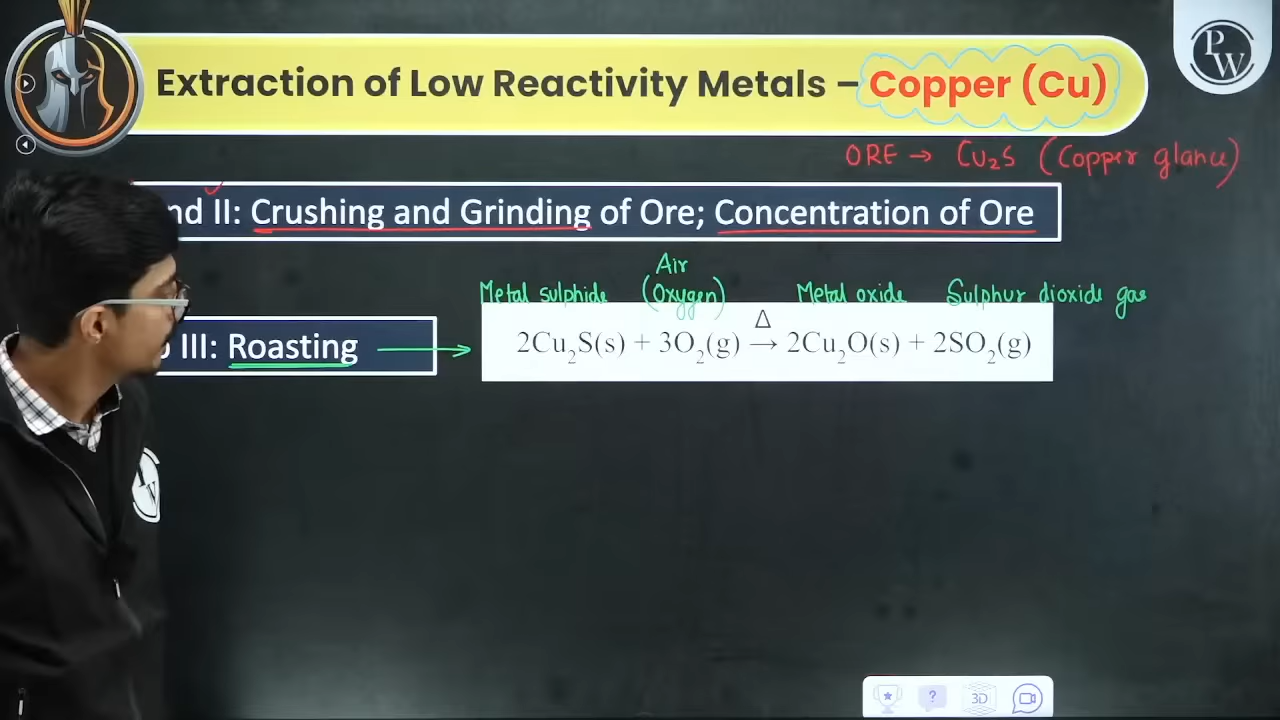 Extraction of Low Reactivity Metals – Copper (Cu)
PW
ORE → Cu₂S (Copper glance)
nd II: Crushing and Grinding of Ore; Concentration of Ore
Air
Metal sulphide (Oxygen) Metal oxide Sulphur dioxide gas
III: Roasting → 2Cu₂S(s) + 3O₂(g) →Δ 2Cu₂O(s) + 2SO₂(g)
? 3D